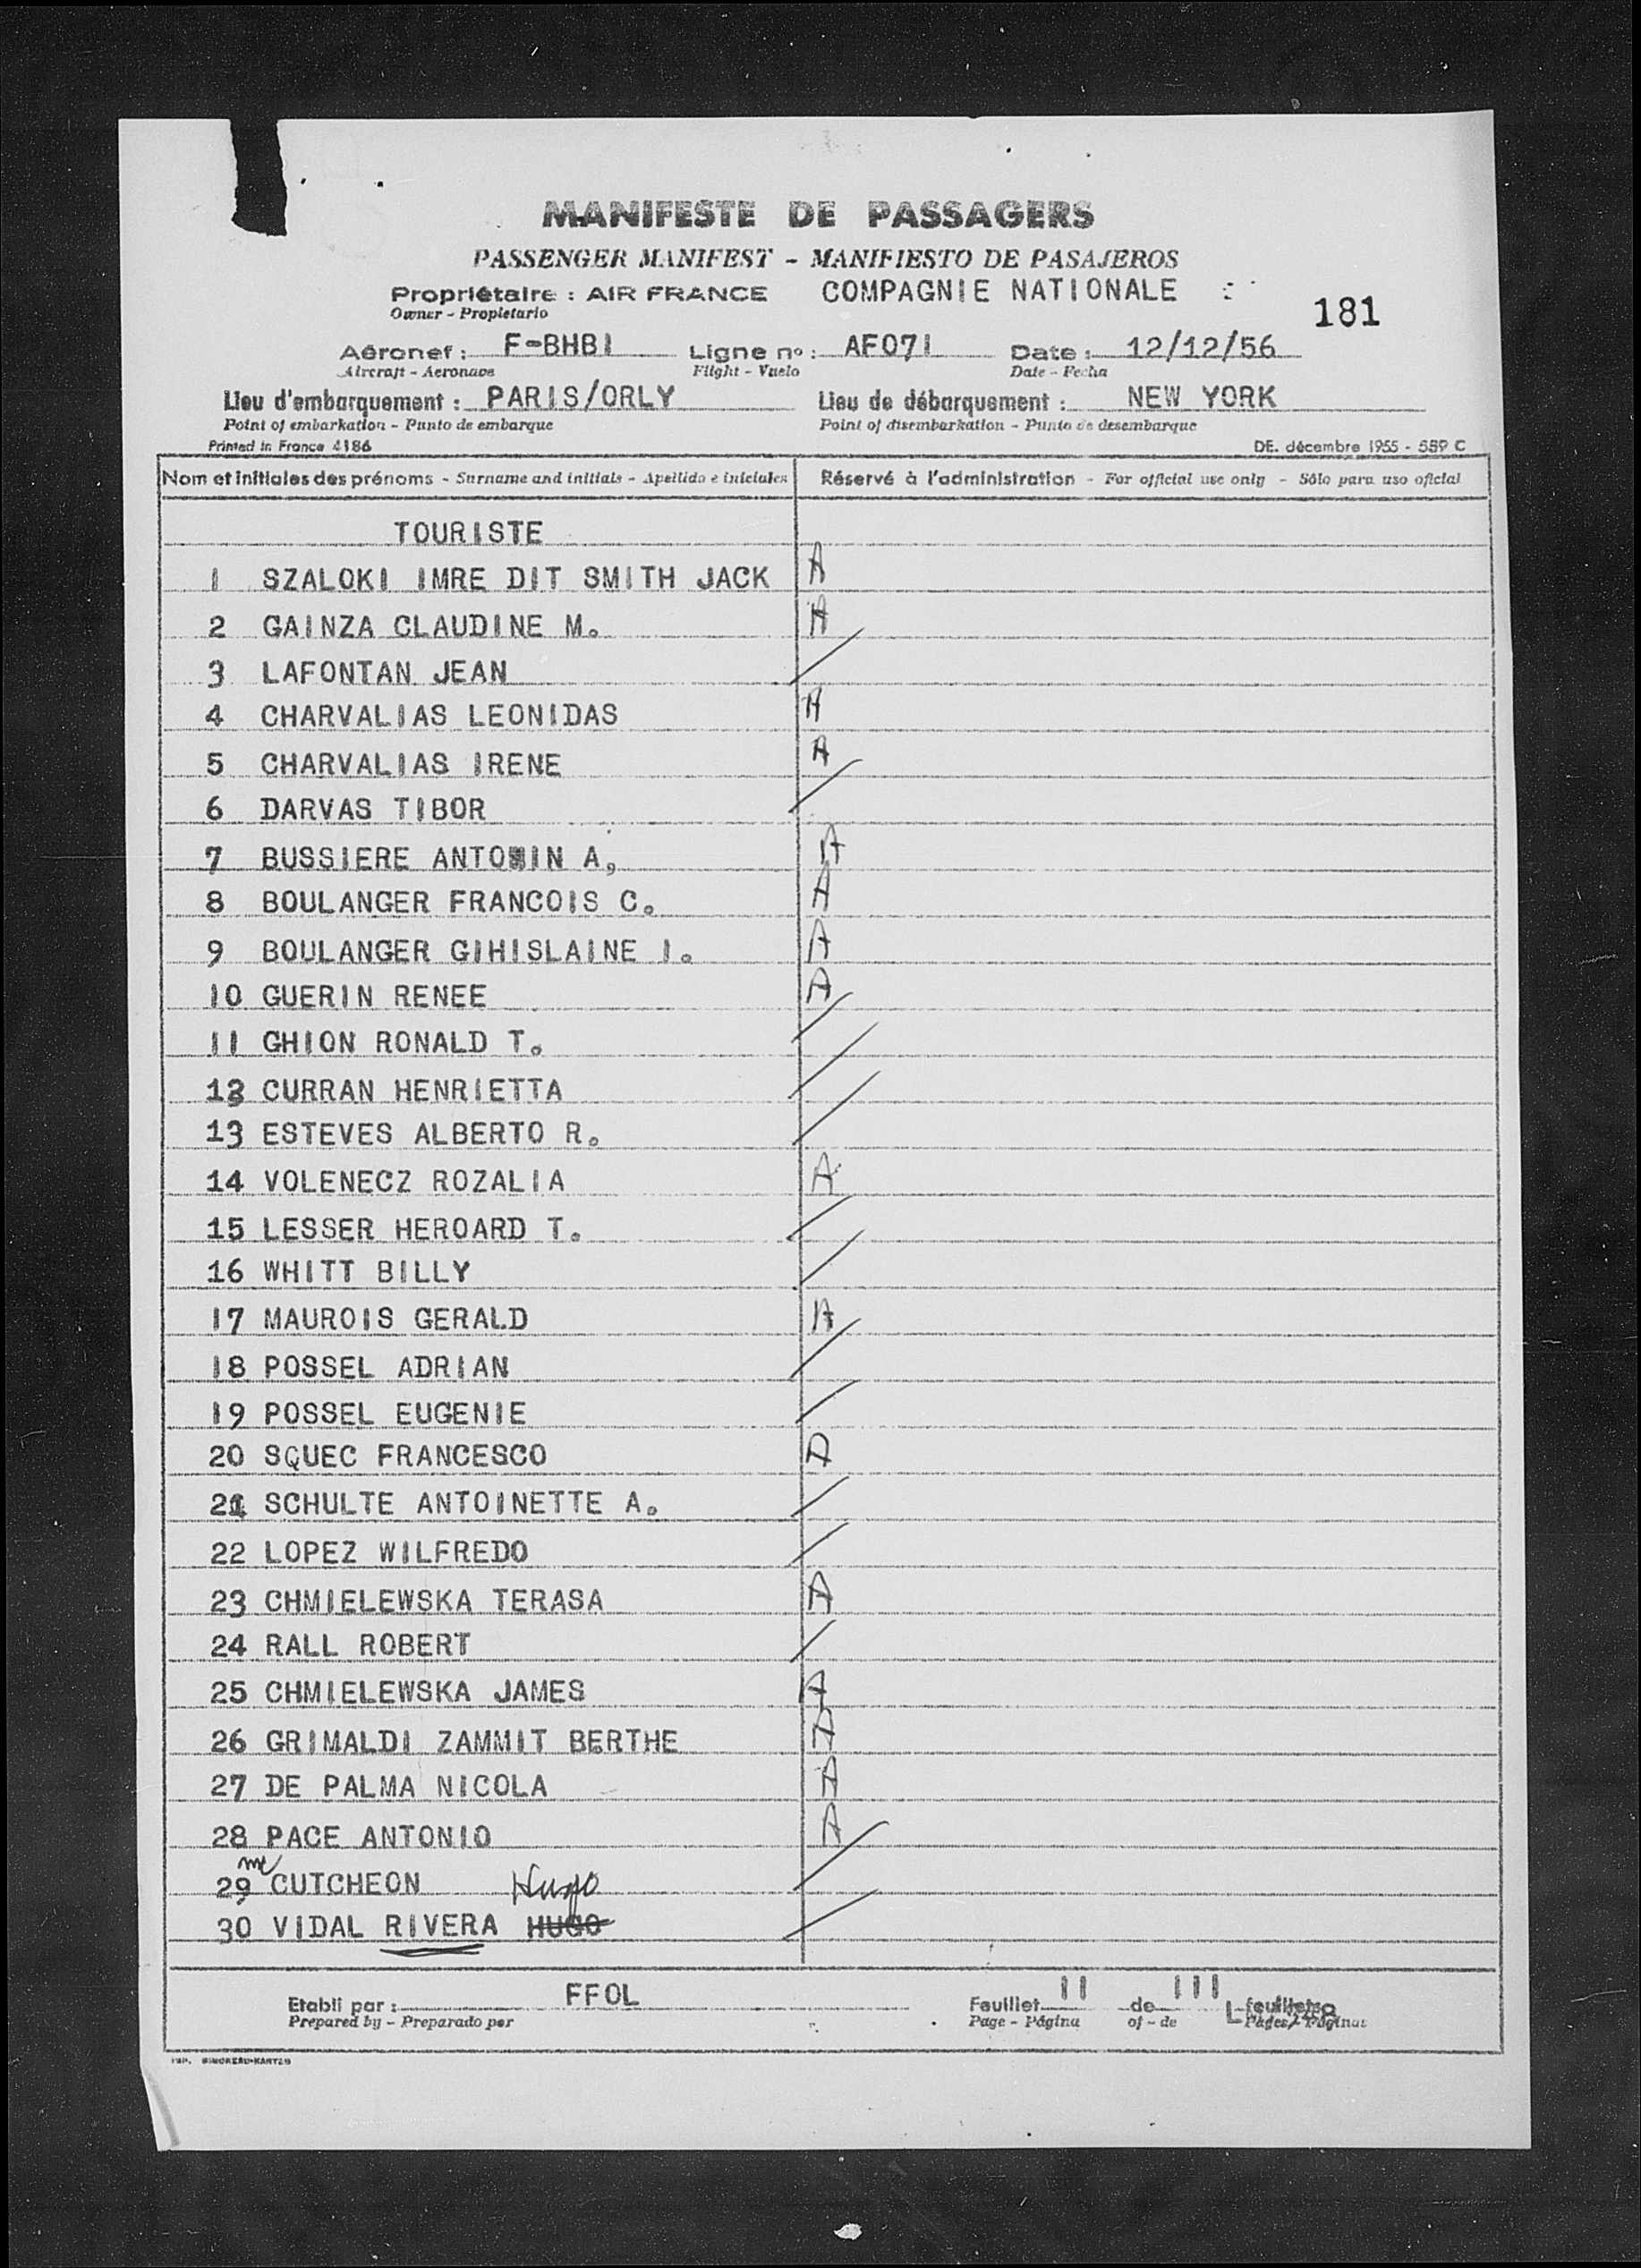 MANIFESTE DE PASSAGERS
PASSENGER MANIFEST - MANIFIESTO DE PASAJEROS
Propriétaire : AIR FRANCE COMPAGNIE NATIONALE
Owner - Propietario
181
Aéronef : F-BHBI Ligne no : AF071 Date : 12/12/56
Aircraft - Aeronave Flight - Vuelo Date - Fecha
Lieu d'embarquement : PARIS/ORLY Lieu de débarquement : NEW YORK
Point of embarkation - Punto de embarque Point of disembarkation - Punto de desembarque
Printed in France 4186 DE. décembre 1955 - 559 C
Nom et initiales des prénoms - Surname and initials - Apellido e iniciales Réservé à l'administration - For official use only - Sólo para uso oficial
TOURISTE
1 SZALOKI IMRE DIT SMITH JACK A
2 GAINZA CLAUDINE M. A
3 LAFONTAN JEAN
4 CHARVALIAS LEONIDAS A
5 CHARVALIAS IRENE A
6 DARVAS TIBOR
7 BUSSIERE ANTONIN A, A
8 BOULANGER FRANCOIS C. A
9 BOULANGER GIHISLAINE I. A
10 GUERIN RENEE A
11 GHION RONALD T.
12 CURRAN HENRIETTA
13 ESTEVES ALBERTO R.
14 VOLENECZ ROZALIA A
15 LESSER HEROARD T.
16 WHITT BILLY
17 MAUROIS GERALD A
18 POSSEL ADRIAN
19 POSSEL EUGENIE
20 SQUEC FRANCESCO A
21 SCHULTE ANTOINETTE A.
22 LOPEZ WILFREDO
23 CHMIELEWSKA TERASA A
24 RALL ROBERT
25 CHMIELEWSKA JAMES A
26 GRIMALDI ZAMMIT BERTHE A
27 DE PALMA NICOLA A
28 PACE ANTONIO A
29 Mc CUTCHEON Hugo
30 VIDAL RIVERA HUGO
Etabli par : FFOL Feuillet II de III feuillets
Prepared by - Preparado por Page - Página of - de Pages - Páginas